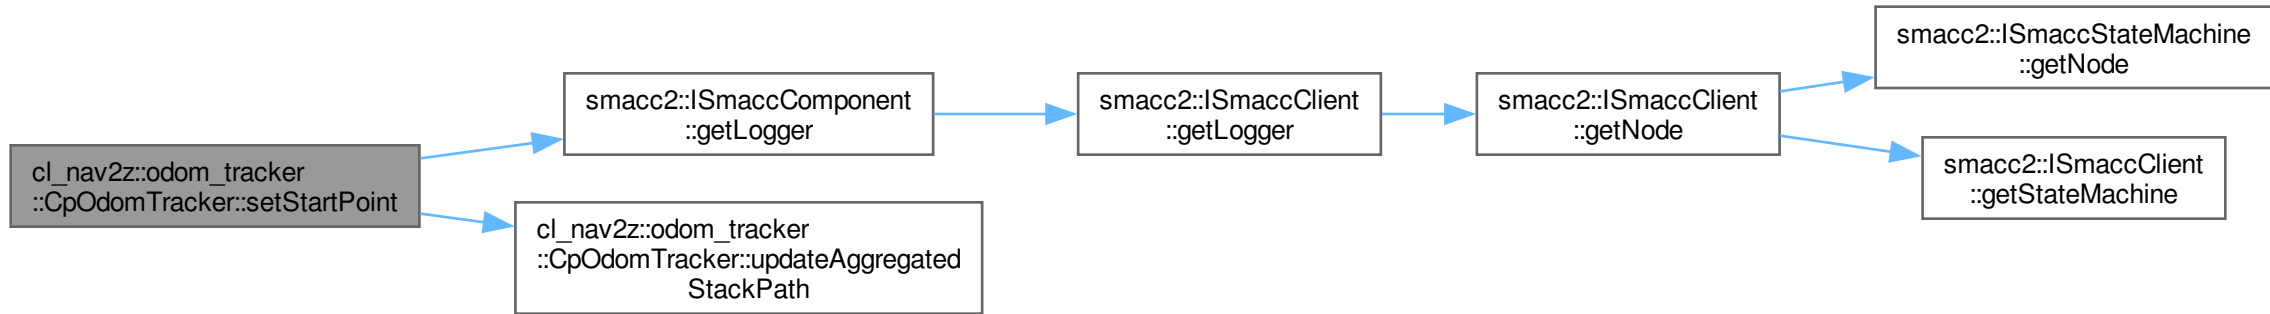 cl_nav2z::odom_tracker
::CpOdomTracker::setStartPoint
smacc2::ISmaccComponent
::getLogger
cl_nav2z::odom_tracker
::CpOdomTracker::updateAggregated
StackPath
smacc2::ISmaccClient
::getLogger
smacc2::ISmaccClient
::getNode
smacc2::ISmaccStateMachine
::getNode
smacc2::ISmaccClient
::getStateMachine